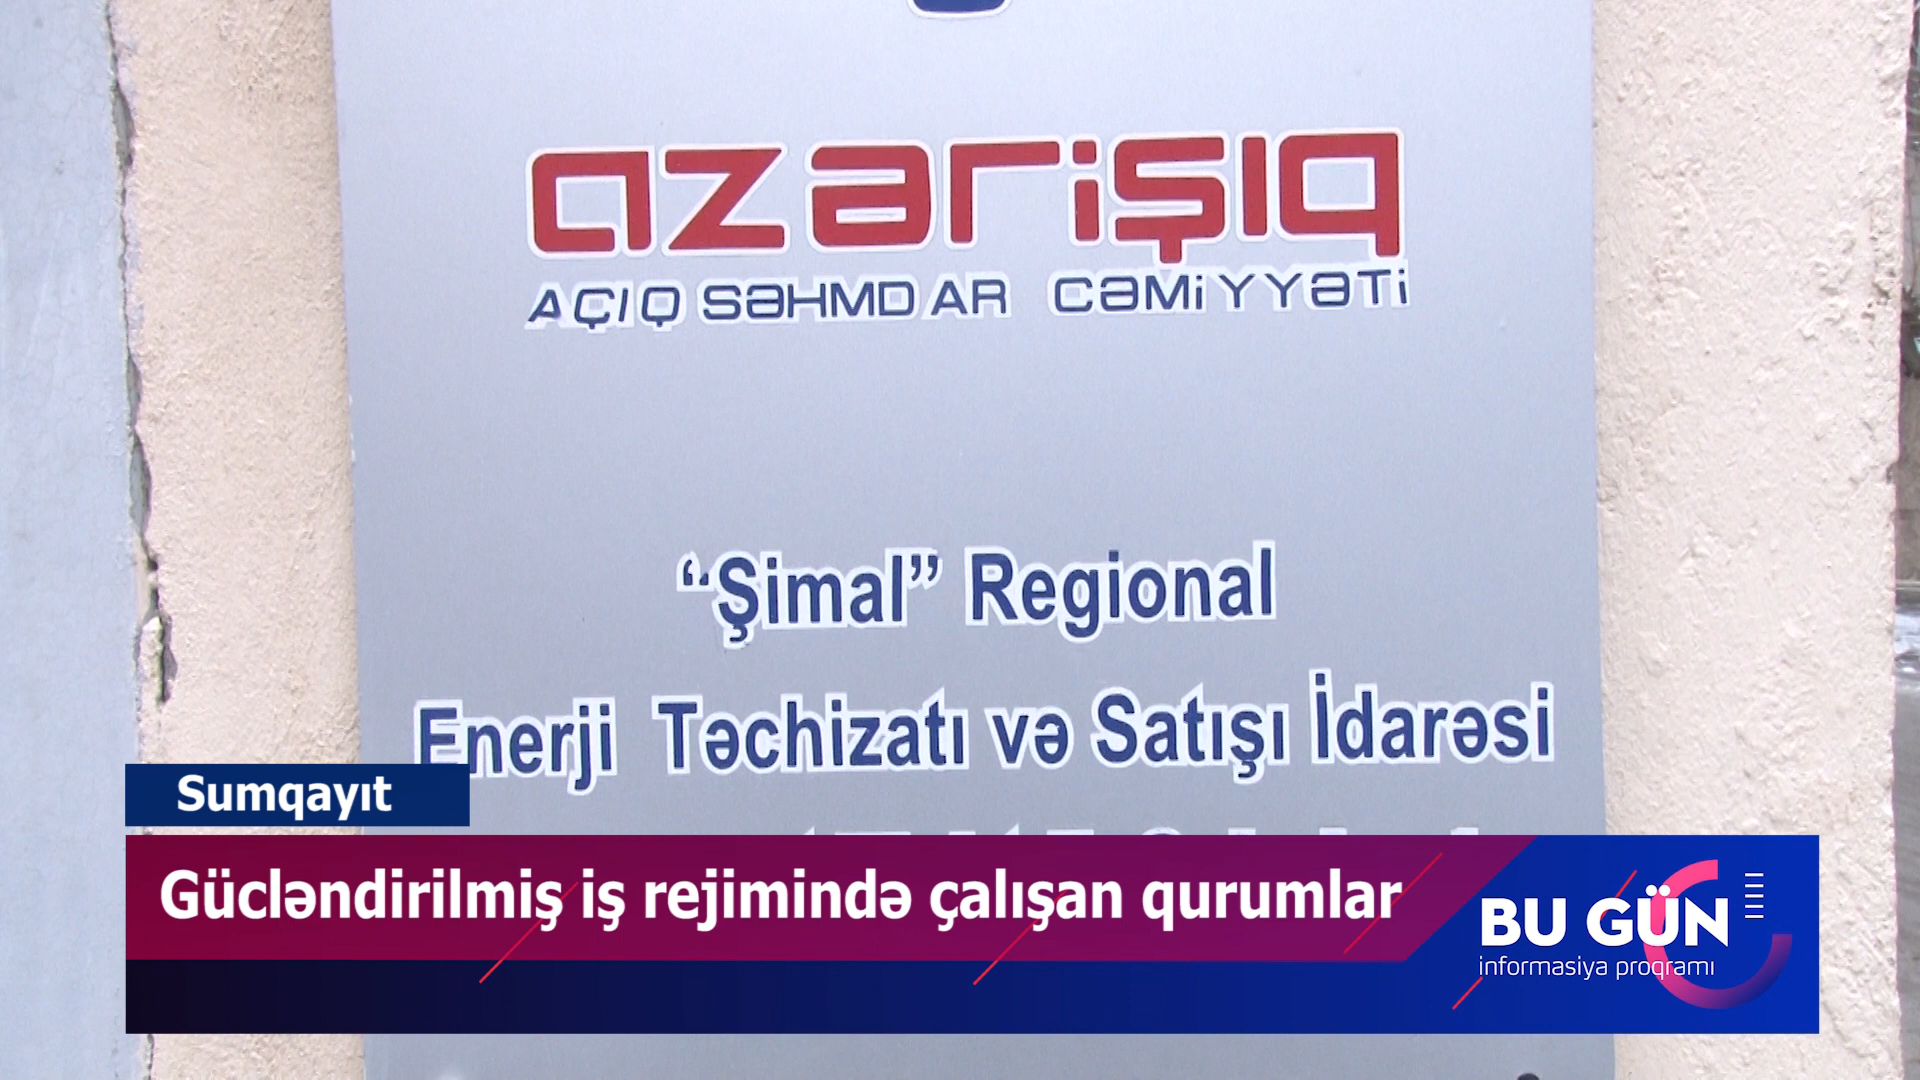 azərişıq
AÇIQ SƏHMDAR CƏMİYYƏTİ
“Şimal” Regional
Enerji Təchizatı və Satışı İdarəsi
Sumqayıt
Gücləndirilmiş iş rejimində çalışan qurumlar
BU GÜN
informasiya proqramı